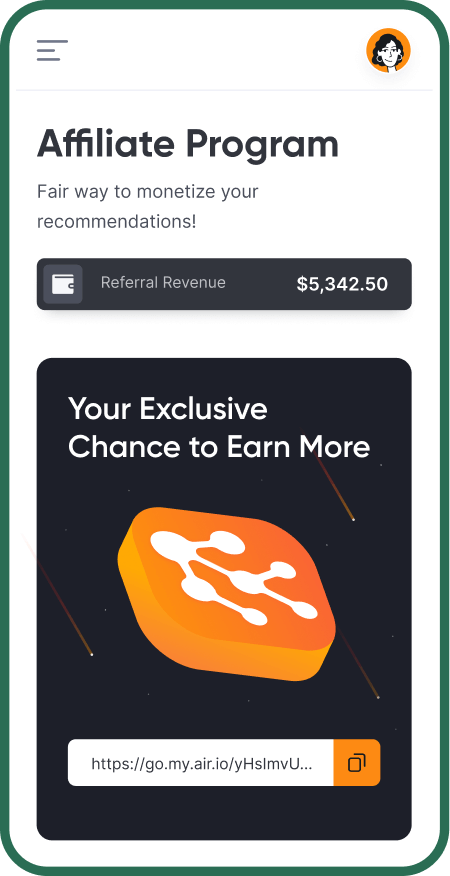 Affiliate Program
Fair way to monetize your
recommendations!
Referral Revenue $5,342.50
Your Exclusive
Chance to Earn More
https://go.my.air.io/yHsImvU...